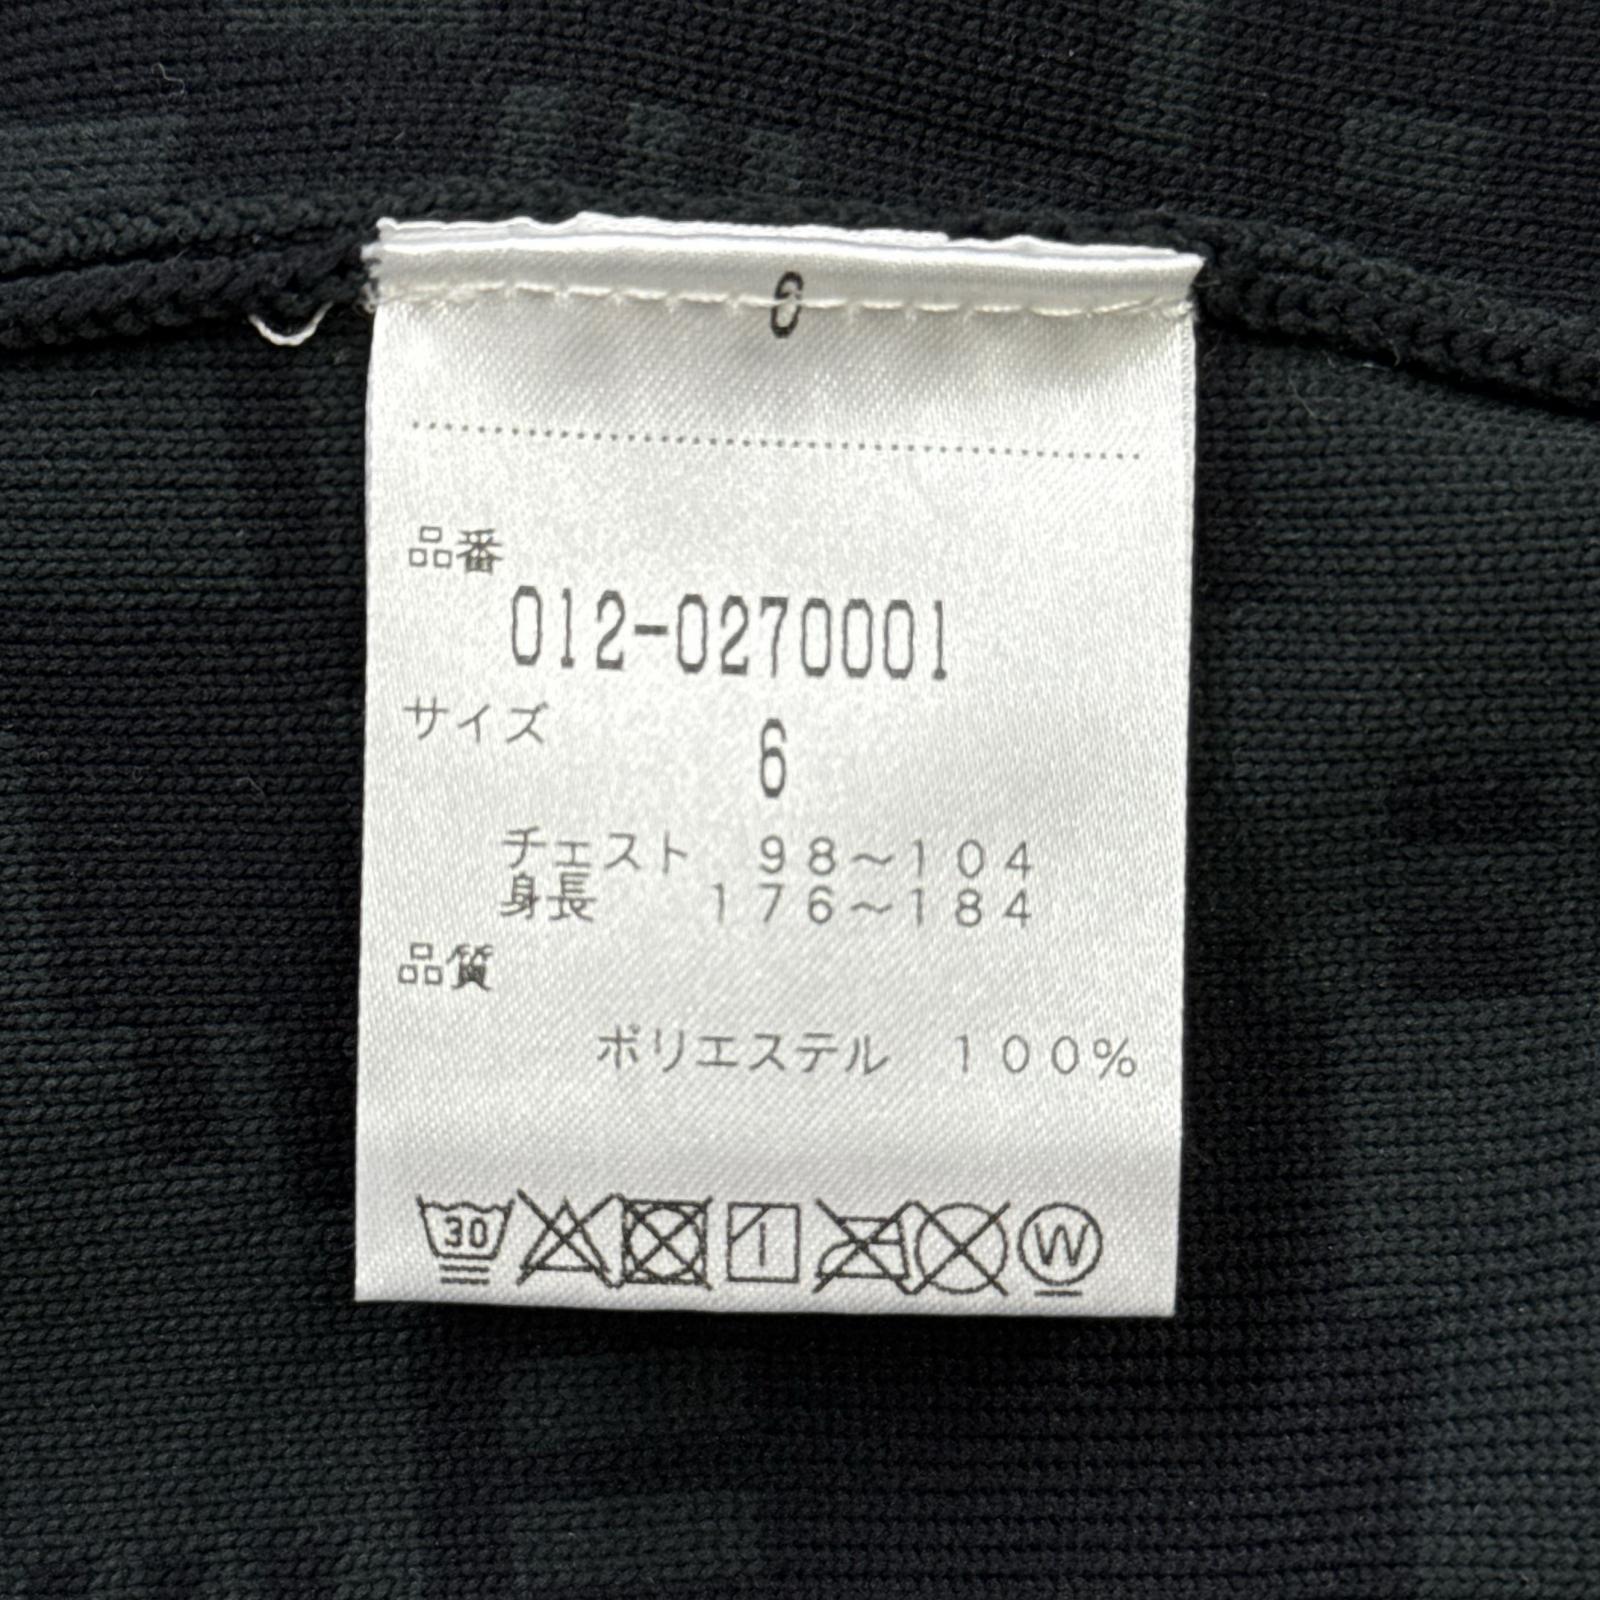 6
品番
012-0270001
サイズ
6
チェスト 98～104
身長 176～184
品質
ポリエステル 100%
30 W